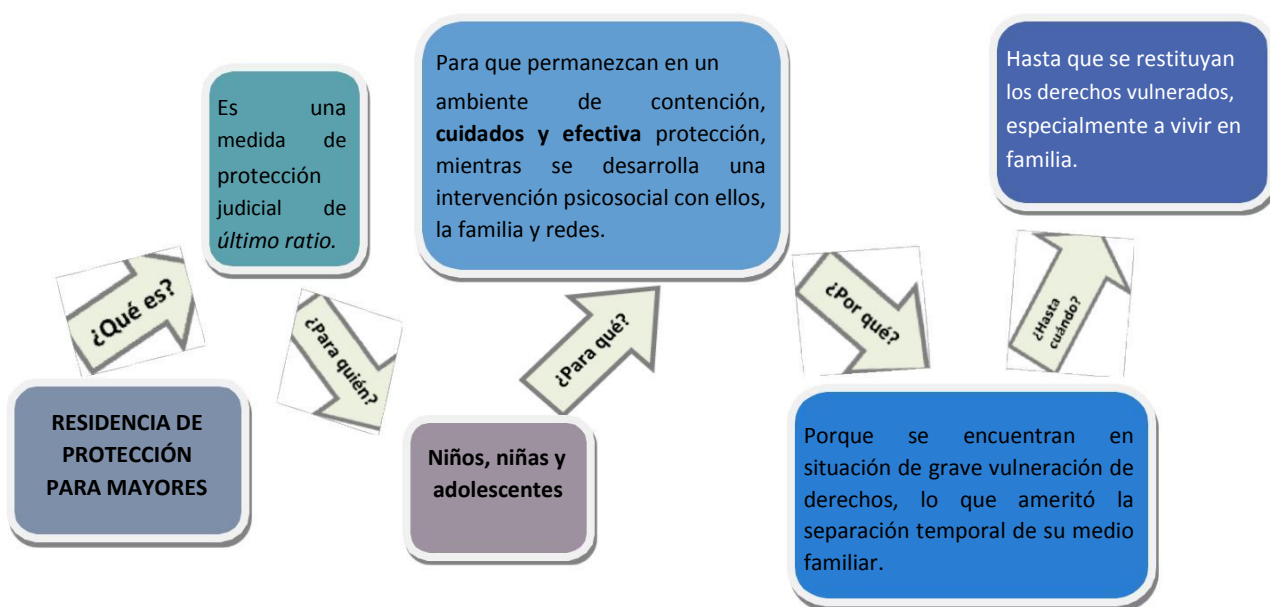 RESIDENCIA DE
PROTECCIÓN
PARA MAYORES
¿Qué es?
Es una
medida de
protección
judicial de
último ratio.
¿Para quién?
Niños, niñas y
adolescentes
¿Para qué?
Para que permanezcan en un
ambiente de contención,
cuidados y efectiva protección,
mientras se desarrolla una
intervención psicosocial con ellos,
la familia y redes.
¿Por qué?
Porque se encuentran en
situación de grave vulneración de
derechos, lo que ameritó la
separación temporal de su medio
familiar.
¿Hasta
cuándo?
Hasta que se restituyan
los derechos vulnerados,
especialmente a vivir en
familia.